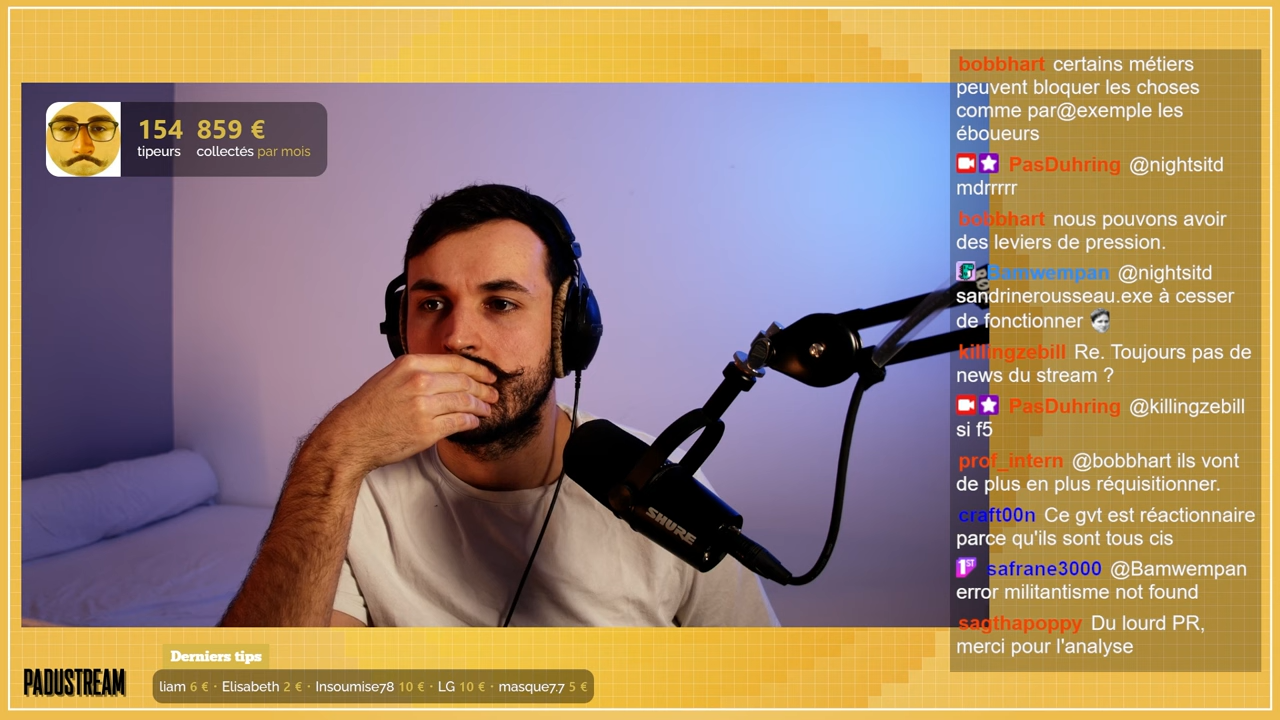 154 859 €
tipeurs collectés par mois
bobbhart certains métiers
peuvent bloquer les choses
comme par@exemple les
éboueurs
PasDuhring @nightsitd
mdrrrrr
bobbhart nous pouvons avoir
des leviers de pression.
Bamwempan @nightsitd
sandrinerousseau.exe à cesser
de fonctionner
killingzebill Re. Toujours pas de
news du stream ?
PasDuhring @killingzebill
si f5
prof_intern @bobbhart ils vont
de plus en plus réquisitionner.
craft00n Ce gvt est réactionnaire
parce qu'ils sont tous cis
1ST safrane3000 @Bamwempan
error militantisme not found
sagthapoppy Du lourd PR,
merci pour l'analyse
SHURE
Derniers tips
PADUSTREAM
liam 6 € · Elisabeth 2 € · Insoumise78 10 € · LG 10 € · masque7.7 5 €